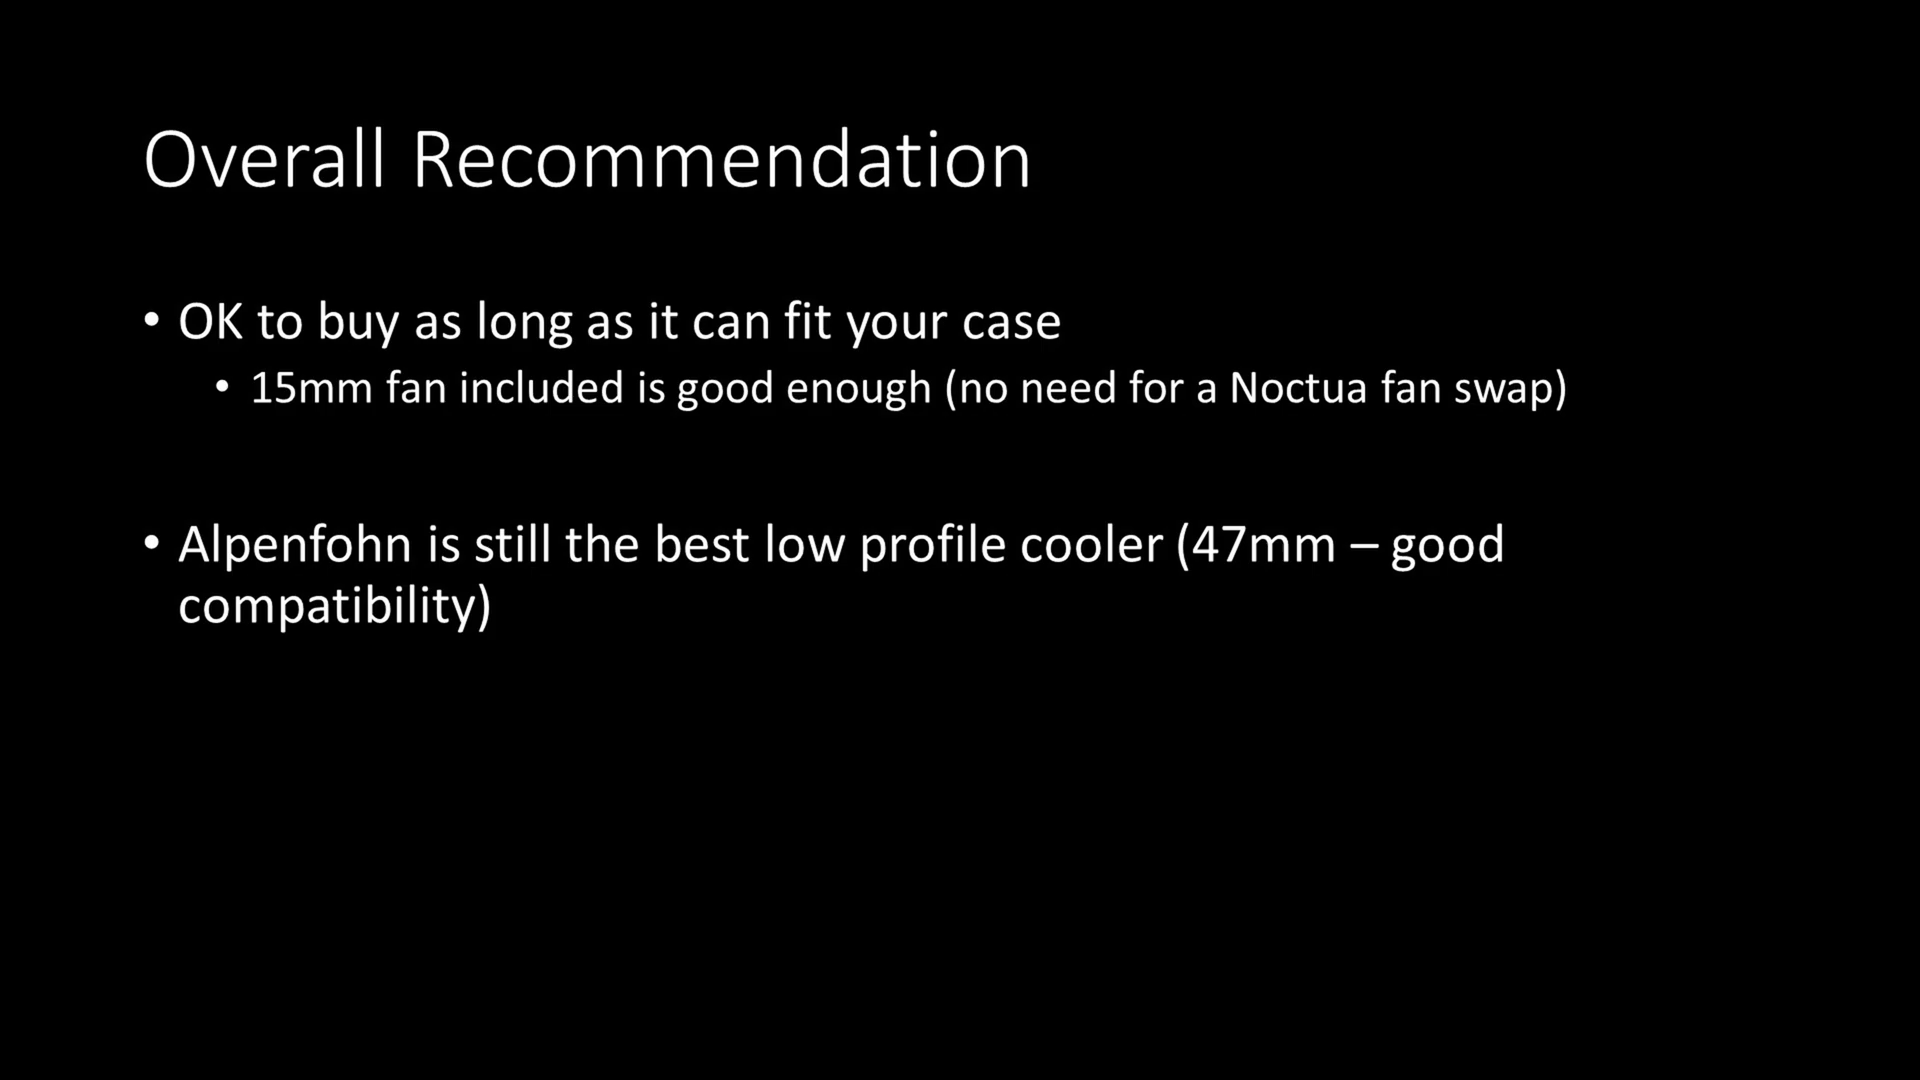 Overall Recommendation
• OK to buy as long as it can fit your case
• 15mm fan included is good enough (no need for a Noctua fan swap)
• Alpenfohn is still the best low profile cooler (47mm – good
compatibility)